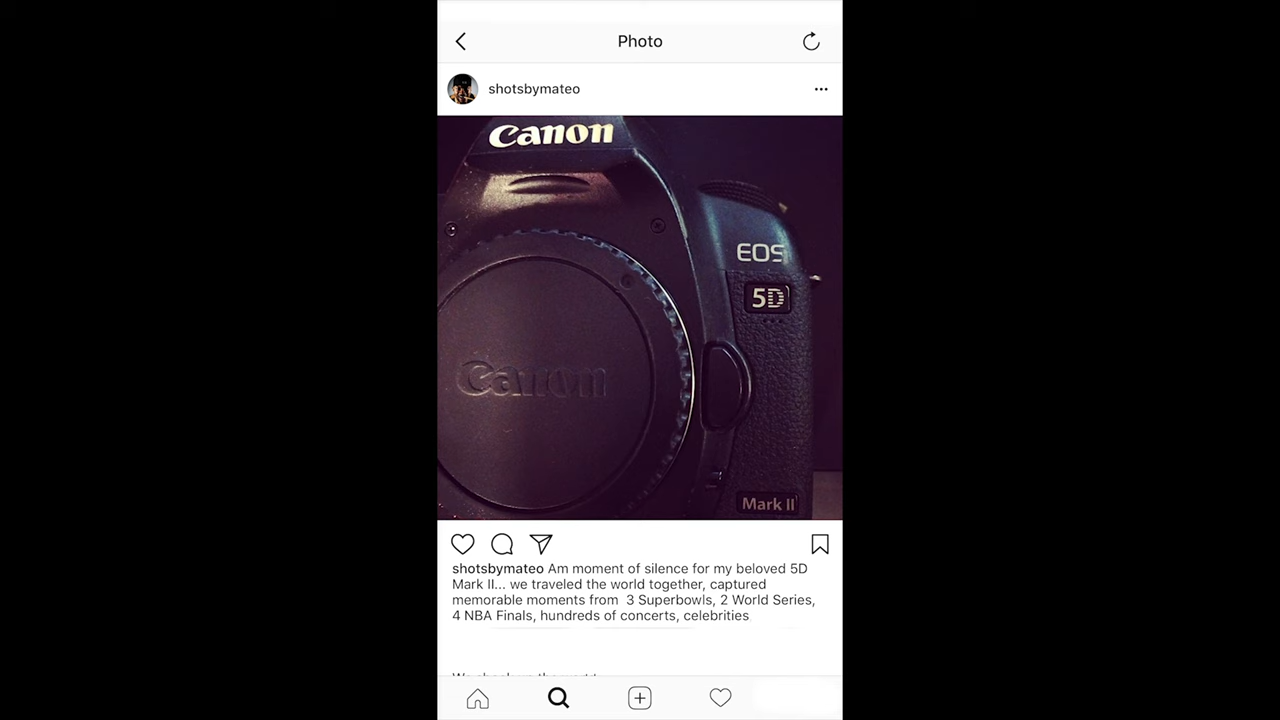 Photo
shotsbymateo
Canon
EOS
5D
Canon
Mark II
shotsbymateo Am moment of silence for my beloved 5D
Mark II... we traveled the world together, captured
memorable moments from 3 Superbowls, 2 World Series,
4 NBA Finals, hundreds of concerts, celebrities